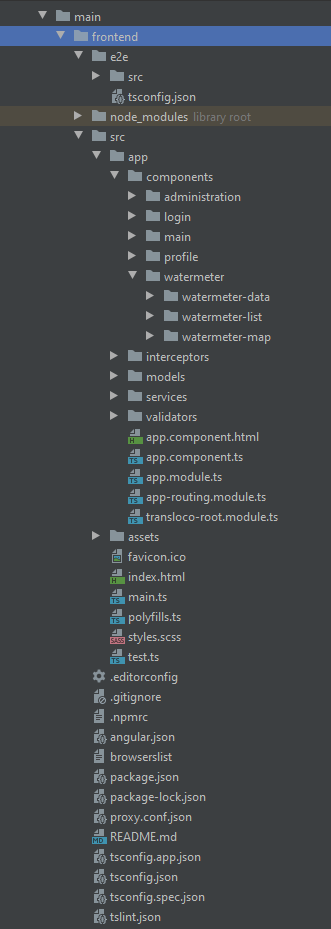 main
frontend
e2e
src
tsconfig.json
node_modules library root
src
app
components
administration
login
main
profile
watermeter
watermeter-data
watermeter-list
watermeter-map
interceptors
models
services
validators
app.component.html
app.component.ts
app.module.ts
app-routing.module.ts
transloco-root.module.ts
assets
favicon.ico
index.html
main.ts
polyfills.ts
styles.scss
test.ts
.editorconfig
.gitignore
.npmrc
angular.json
browserslist
package.json
package-lock.json
proxy.conf.json
README.md
tsconfig.app.json
tsconfig.json
tsconfig.spec.json
tslint.json